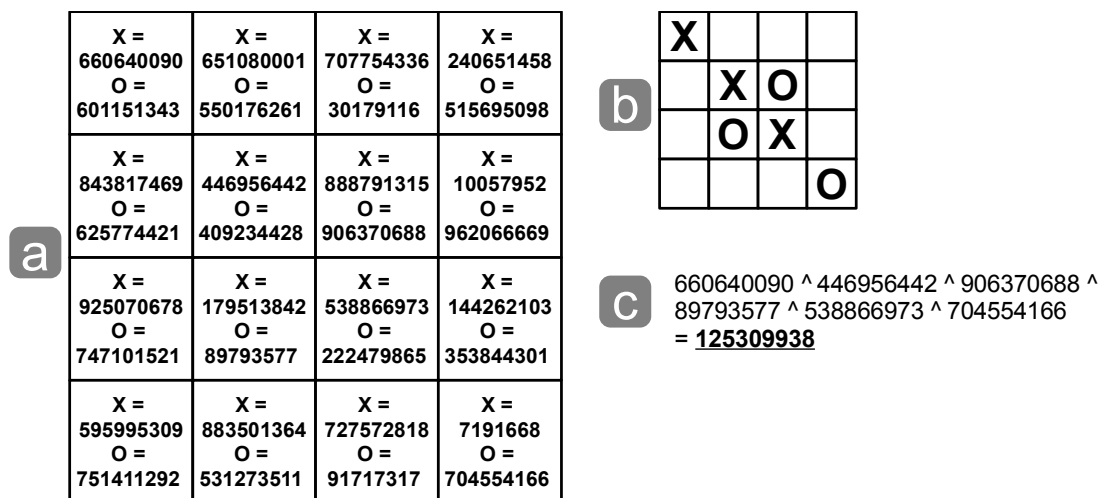 X = X = X = X =
660640090 651080001 707754336 240651458
O = O = O = O =
601151343 550176261 30179116 515695098
X = X = X = X =
843817469 446956442 888791315 10057952
O = O = O = O =
625774421 409234428 906370688 962066669
X = X = X = X =
925070678 179513842 538866973 144262103
O = O = O = O =
747101521 89793577 222479865 353844301
X = X = X = X =
595995309 883501364 727572818 7191668
O = O = O = O =
751411292 531273511 91717317 704554166
a
b
X
X O
O X
O
c
660640090 ^ 446956442 ^ 906370688 ^
89793577 ^ 538866973 ^ 704554166
= 125309938